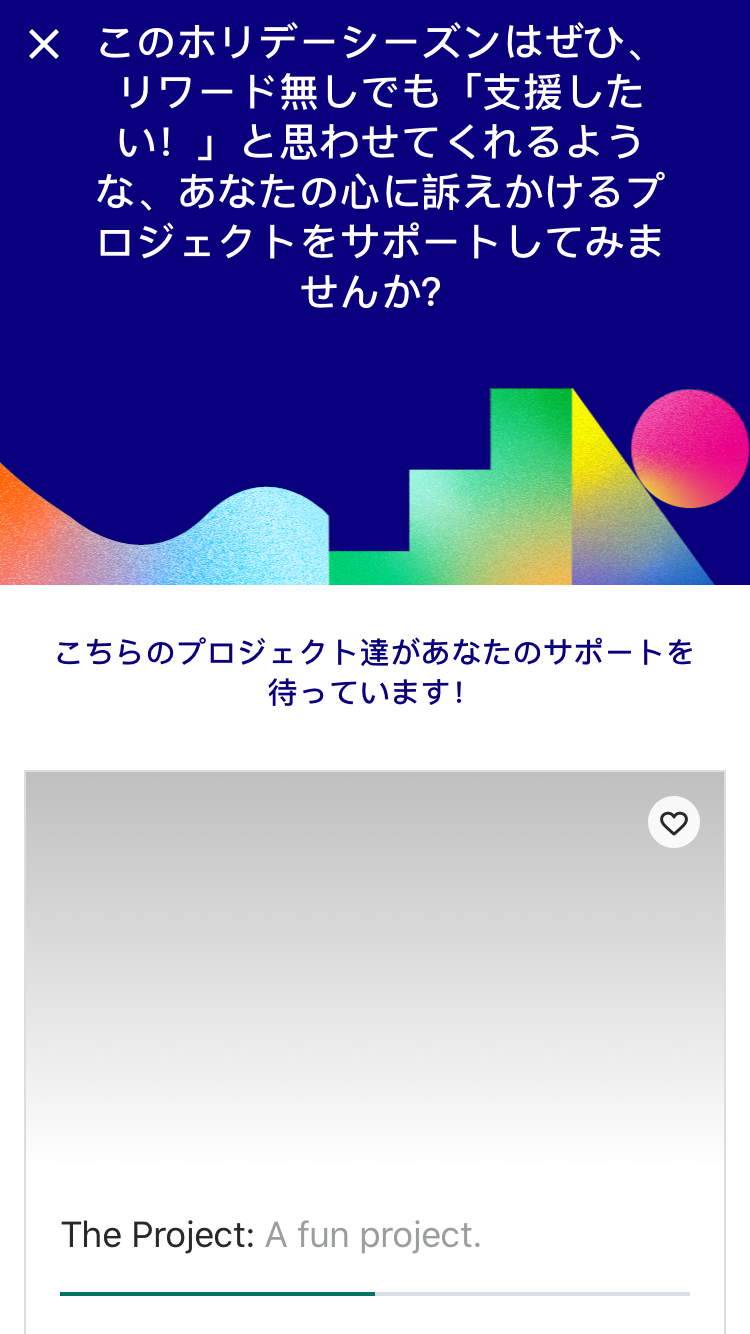 このホリデーシーズンはぜひ、
リワード無しでも「支援した
い！」と思わせてくれるよう
な、あなたの心に訴えかけるプ
ロジェクトをサポートしてみま
せんか?
こちらのプロジェクト達があなたのサポートを
待っています！
The Project: A fun project.